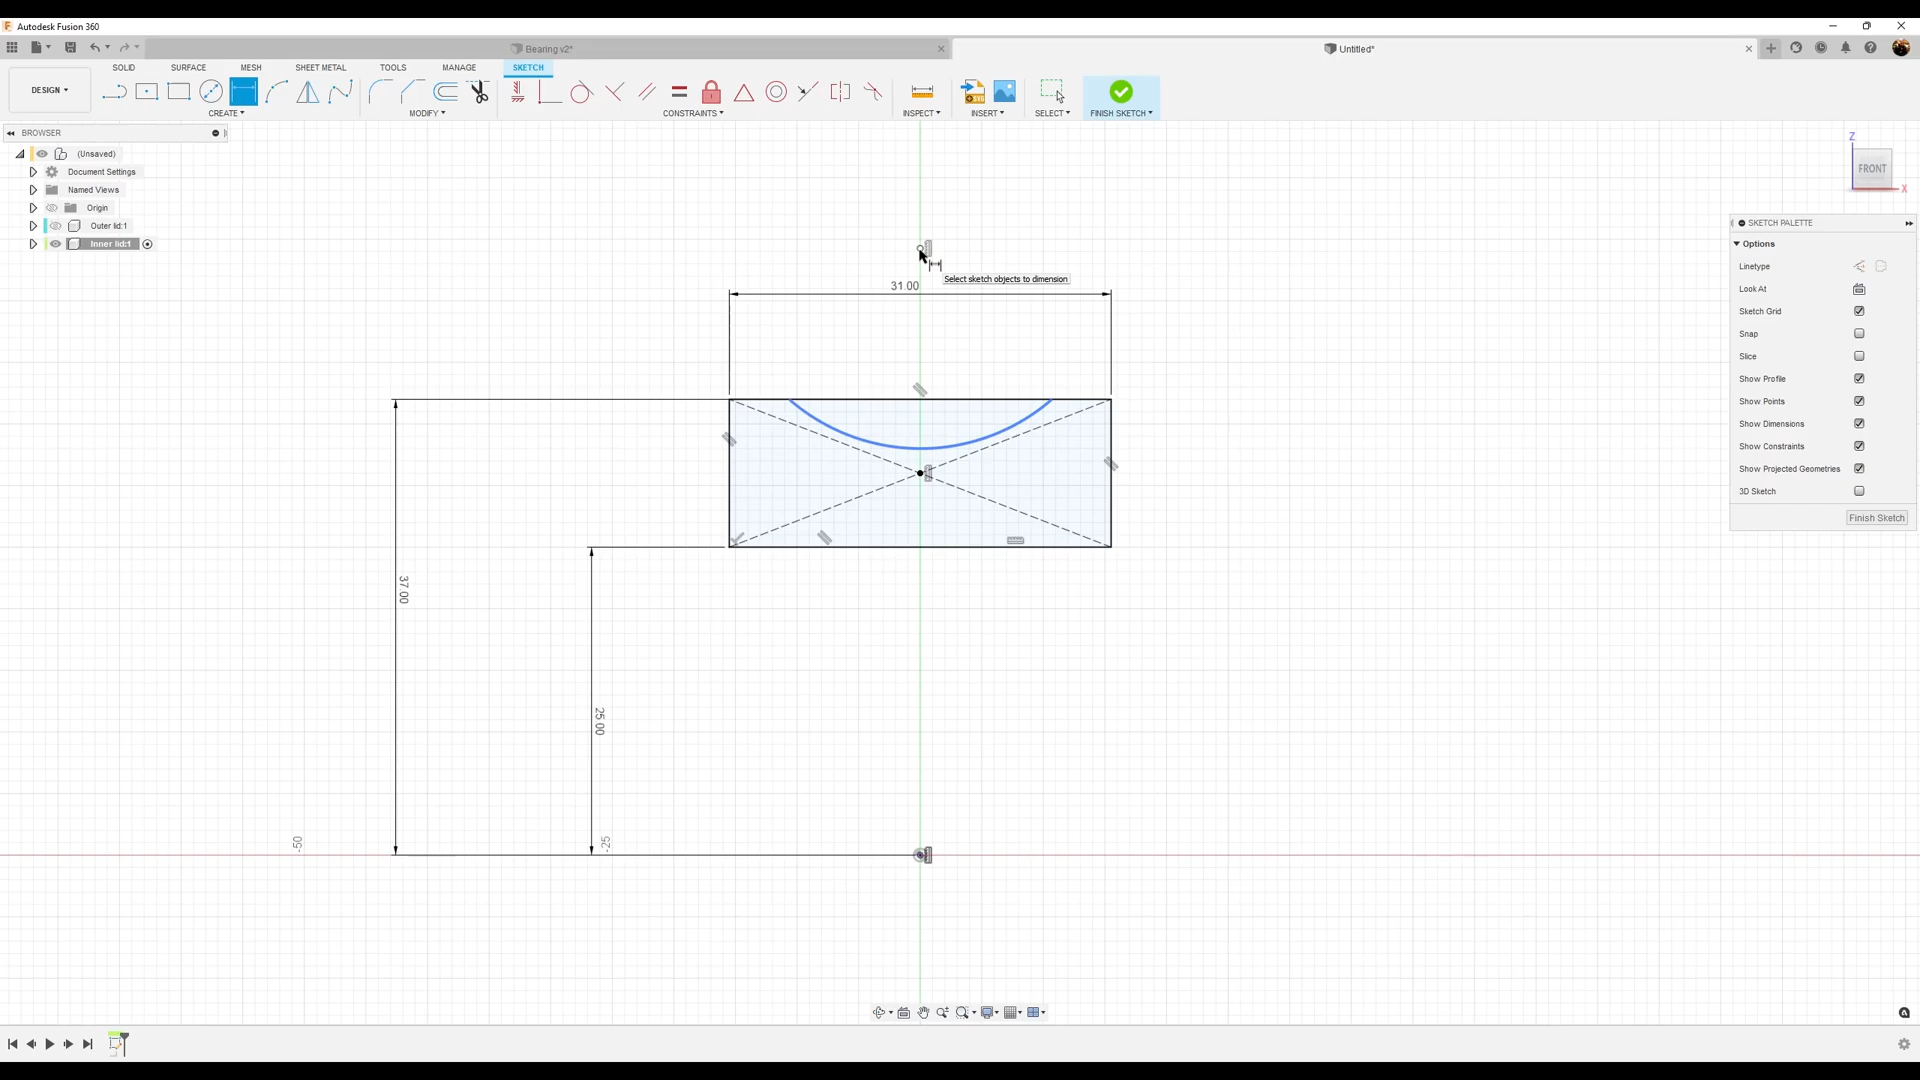 Autodesk Fusion 360
Bearing v2*
Untitled*
SOLID SURFACE MESH SHEET METAL TOOLS MANAGE SKETCH
DESIGN
CREATE MODIFY CONSTRAINTS INSPECT INSERT SELECT FINISH SKETCH
BROWSER
(Unsaved)
Document Settings
Named Views
Origin
Outer lid:1
Inner lid:1
Z
FRONT
X
SKETCH PALETTE
Options
Linetype
Look At
Sketch Grid
Snap
Slice
Show Profile
Show Points
Show Dimensions
Show Constraints
Show Projected Geometries
3D Sketch
Finish Sketch
Select sketch objects to dimension
31.00
37.00
25.00
-50
-25